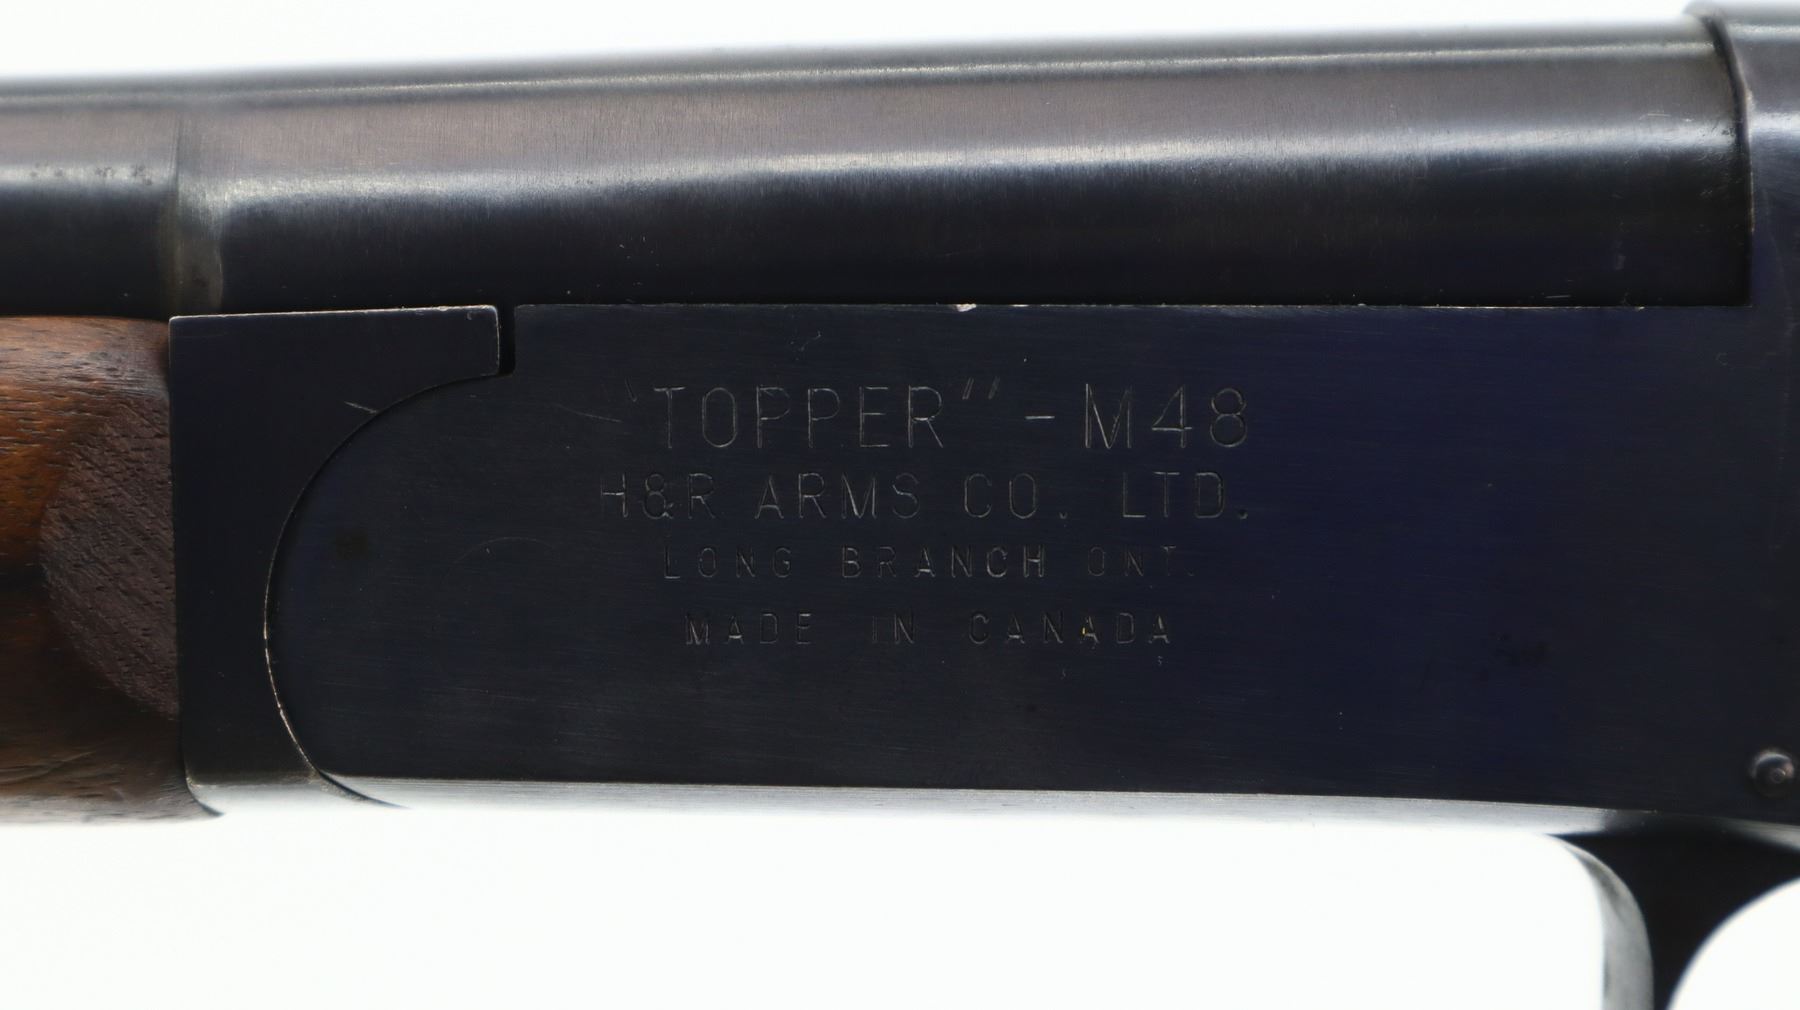 "TOPPER" - M48
H&R ARMS CO. LTD.
LONG BRANCH ONT.
MADE IN CANADA